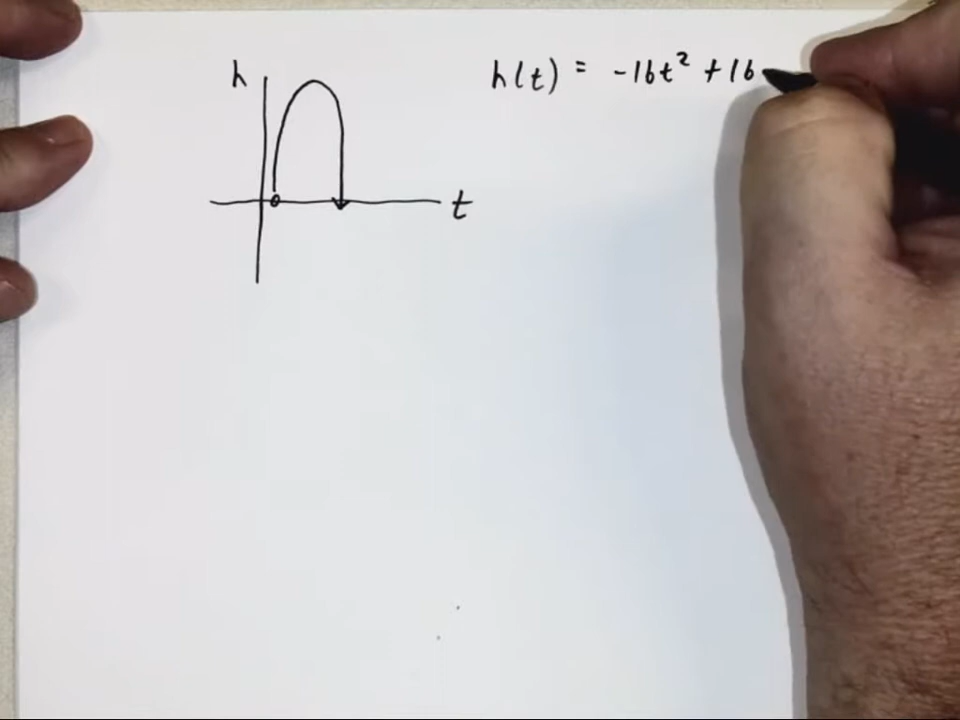 h
h(t) = -16t² + 16
t